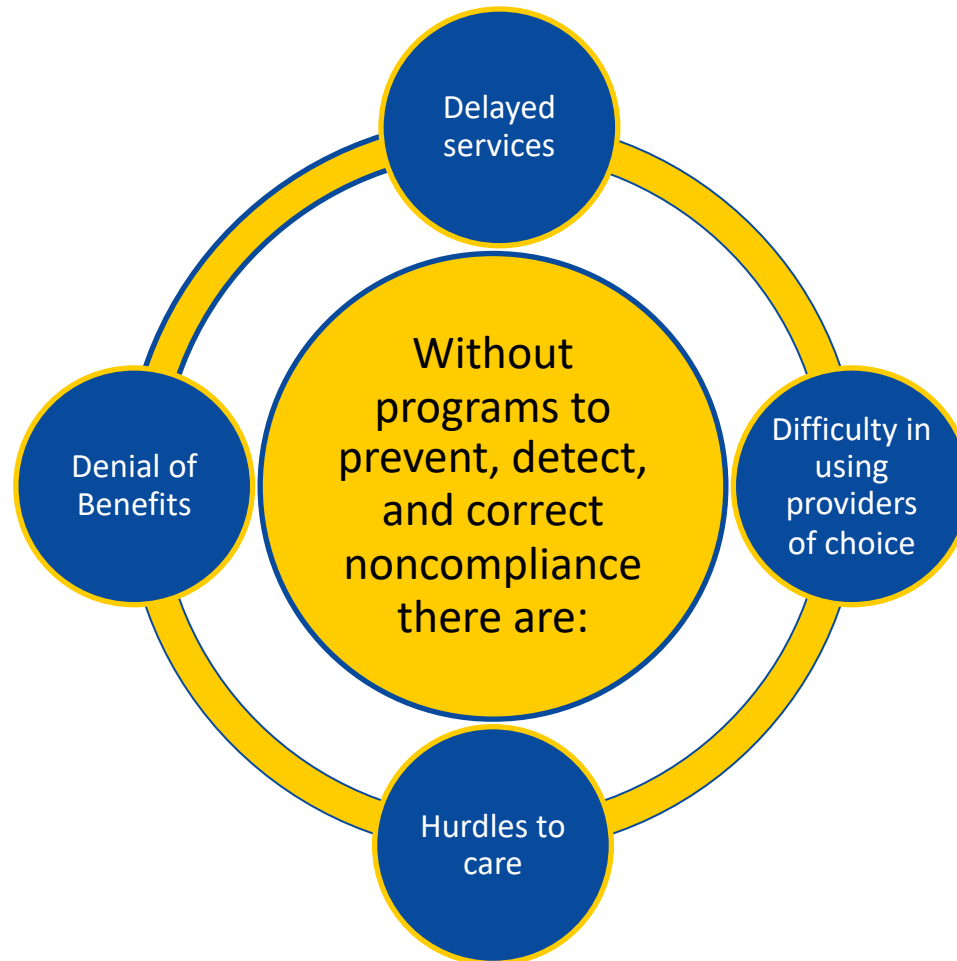 Delayed
services
Without
programs to
prevent, detect,
and correct
noncompliance
there are:
Difficulty in
using
providers
of choice
Hurdles to
care
Denial of
Benefits